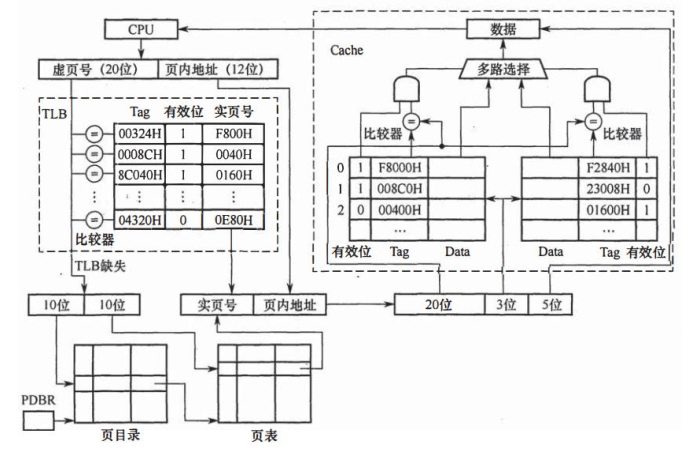 CPU
数据
Cache
虚页号（20位）
页内地址（12位）
多路选择
TLB
Tag 有效位 实页号
= 00324H 1 F800H
= 0008CH 1 0040H
= 8C040H 1 0160H
⋮ ⋮ ⋮ ⋮
= 04320H 0 0E80H
比较器
= 比较器
= 比较器
0 1 F8000H
1 1 008C0H
2 0 00400H
…
有效位 Tag Data
F2840H 1
23008H 0
01600H 1
…
Data Tag 有效位
TLB缺失
10位 10位
实页号 页内地址
20位 3位 5位
PDBR
页目录
页表